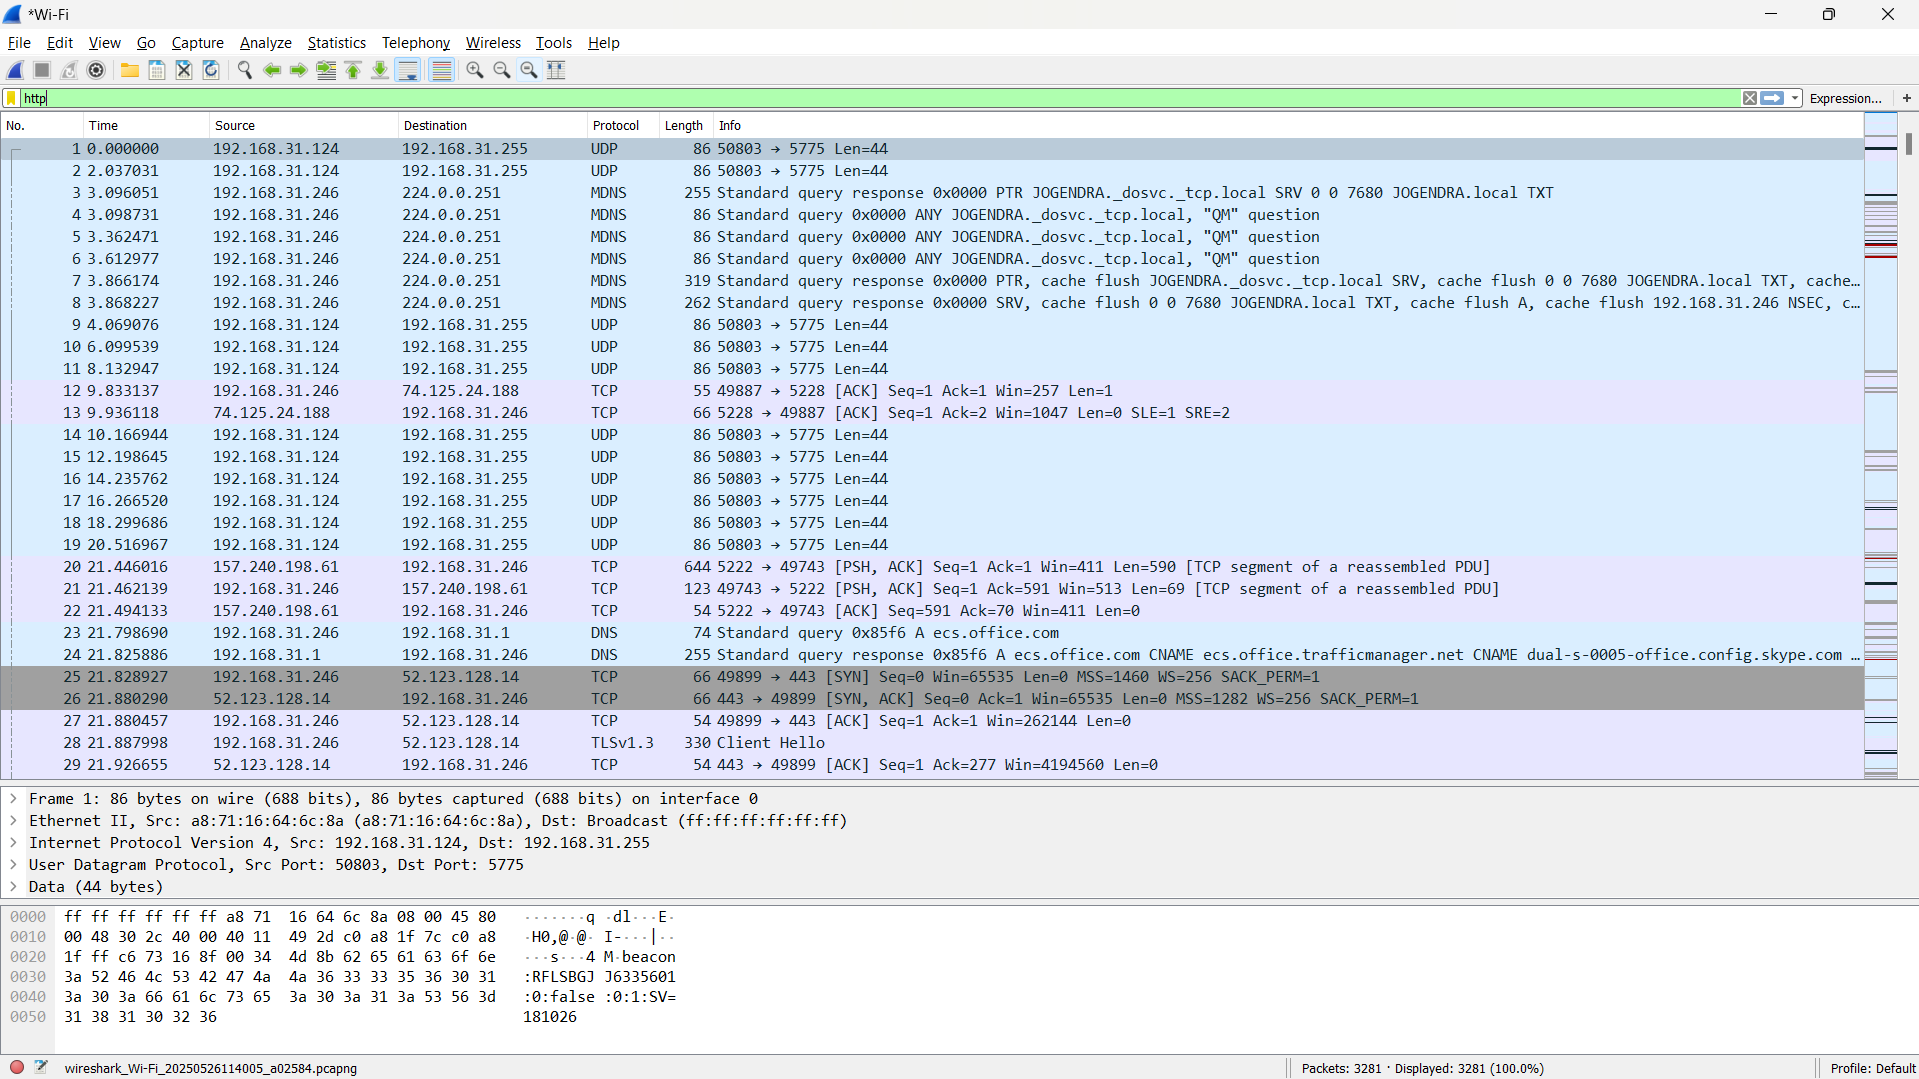 *Wi-Fi
File Edit View Go Capture Analyze Statistics Telephony Wireless Tools Help
http
Expression... +
No. Time Source Destination Protocol Length Info
1 0.000000 192.168.31.124 192.168.31.255 UDP 86 50803 → 5775 Len=44
2 2.037031 192.168.31.124 192.168.31.255 UDP 86 50803 → 5775 Len=44
3 3.096051 192.168.31.246 224.0.0.251 MDNS 255 Standard query response 0x0000 PTR JOGENDRA._dosvc._tcp.local SRV 0 0 7680 JOGENDRA.local TXT
4 3.098731 192.168.31.246 224.0.0.251 MDNS 86 Standard query 0x0000 ANY JOGENDRA._dosvc._tcp.local, "QM" question
5 3.362471 192.168.31.246 224.0.0.251 MDNS 86 Standard query 0x0000 ANY JOGENDRA._dosvc._tcp.local, "QM" question
6 3.612977 192.168.31.246 224.0.0.251 MDNS 86 Standard query 0x0000 ANY JOGENDRA._dosvc._tcp.local, "QM" question
7 3.866174 192.168.31.246 224.0.0.251 MDNS 319 Standard query response 0x0000 PTR, cache flush JOGENDRA._dosvc._tcp.local SRV, cache flush 0 0 7680 JOGENDRA.local TXT, cache…
8 3.868227 192.168.31.246 224.0.0.251 MDNS 262 Standard query response 0x0000 SRV, cache flush 0 0 7680 JOGENDRA.local TXT, cache flush A, cache flush 192.168.31.246 NSEC, c…
9 4.069076 192.168.31.124 192.168.31.255 UDP 86 50803 → 5775 Len=44
10 6.099539 192.168.31.124 192.168.31.255 UDP 86 50803 → 5775 Len=44
11 8.132947 192.168.31.124 192.168.31.255 UDP 86 50803 → 5775 Len=44
12 9.833137 192.168.31.246 74.125.24.188 TCP 55 49887 → 5228 [ACK] Seq=1 Ack=1 Win=257 Len=1
13 9.936118 74.125.24.188 192.168.31.246 TCP 66 5228 → 49887 [ACK] Seq=1 Ack=2 Win=1047 Len=0 SLE=1 SRE=2
14 10.166944 192.168.31.124 192.168.31.255 UDP 86 50803 → 5775 Len=44
15 12.198645 192.168.31.124 192.168.31.255 UDP 86 50803 → 5775 Len=44
16 14.235762 192.168.31.124 192.168.31.255 UDP 86 50803 → 5775 Len=44
17 16.266520 192.168.31.124 192.168.31.255 UDP 86 50803 → 5775 Len=44
18 18.299686 192.168.31.124 192.168.31.255 UDP 86 50803 → 5775 Len=44
19 20.516967 192.168.31.124 192.168.31.255 UDP 86 50803 → 5775 Len=44
20 21.446016 157.240.198.61 192.168.31.246 TCP 644 5222 → 49743 [PSH, ACK] Seq=1 Ack=1 Win=411 Len=590 [TCP segment of a reassembled PDU]
21 21.462139 192.168.31.246 157.240.198.61 TCP 123 49743 → 5222 [PSH, ACK] Seq=1 Ack=591 Win=513 Len=69 [TCP segment of a reassembled PDU]
22 21.494133 157.240.198.61 192.168.31.246 TCP 54 5222 → 49743 [ACK] Seq=591 Ack=70 Win=411 Len=0
23 21.798690 192.168.31.246 192.168.31.1 DNS 74 Standard query 0x85f6 A ecs.office.com
24 21.825886 192.168.31.1 192.168.31.246 DNS 255 Standard query response 0x85f6 A ecs.office.com CNAME ecs.office.trafficmanager.net CNAME dual-s-0005-office.config.skype.com …
25 21.828927 192.168.31.246 52.123.128.14 TCP 66 49899 → 443 [SYN] Seq=0 Win=65535 Len=0 MSS=1460 WS=256 SACK_PERM=1
26 21.880290 52.123.128.14 192.168.31.246 TCP 66 443 → 49899 [SYN, ACK] Seq=0 Ack=1 Win=65535 Len=0 MSS=1282 WS=256 SACK_PERM=1
27 21.880457 192.168.31.246 52.123.128.14 TCP 54 49899 → 443 [ACK] Seq=1 Ack=1 Win=262144 Len=0
28 21.887998 192.168.31.246 52.123.128.14 TLSv1.3 330 Client Hello
29 21.926655 52.123.128.14 192.168.31.246 TCP 54 443 → 49899 [ACK] Seq=1 Ack=277 Win=4194560 Len=0
Frame 1: 86 bytes on wire (688 bits), 86 bytes captured (688 bits) on interface 0
Ethernet II, Src: a8:71:16:64:6c:8a (a8:71:16:64:6c:8a), Dst: Broadcast (ff:ff:ff:ff:ff:ff)
Internet Protocol Version 4, Src: 192.168.31.124, Dst: 192.168.31.255
User Datagram Protocol, Src Port: 50803, Dst Port: 5775
Data (44 bytes)
0000 ff ff ff ff ff ff a8 71 16 64 6c 8a 08 00 45 80 ·······q ·dl···E·
0010 00 48 30 2c 40 00 40 11 49 2d c0 a8 1f 7c c0 a8 ·H0,@·@· I-···|··
0020 1f ff c6 73 16 8f 00 34 4d 8b 62 65 61 63 6f 6e ···s···4 M·beacon
0030 3a 52 46 4c 53 42 47 4a 4a 36 33 33 35 36 30 31 :RFLSBGJ J6335601
0040 3a 30 3a 66 61 6c 73 65 3a 30 3a 31 3a 53 56 3d :0:false :0:1:SV=
0050 31 38 31 30 32 36 181026
wireshark_Wi-Fi_20250526114005_a02584.pcapng
Packets: 3281 · Displayed: 3281 (100.0%)
Profile: Default